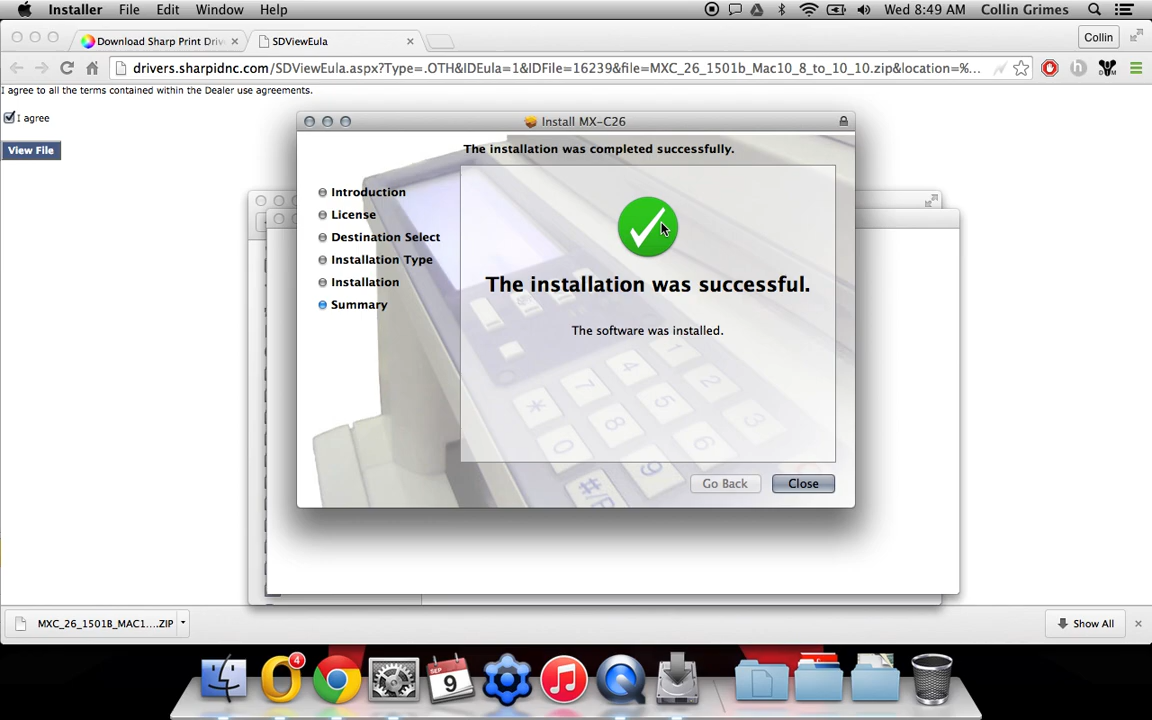 Installer File Edit Window Help Wed 8:49 AM Collin Grimes
Download Sharp Print Driv SDViewEula Collin
drivers.sharpidnc.com/SDViewEula.aspx?Type=.OTH&IDEula=1&IDFile=16239&file=MXC_26_1501b_Mac10_8_to_10_10.zip&location=%...
I agree to all the terms contained within the Dealer use agreements.
I agree
View File
Install MX-C26
The installation was completed successfully.
Introduction
License
Destination Select
Installation Type
Installation
Summary
The installation was successful.
The software was installed.
Go Back Close
MXC_26_1501B_MAC1....ZIP Show All
4
SEP
9